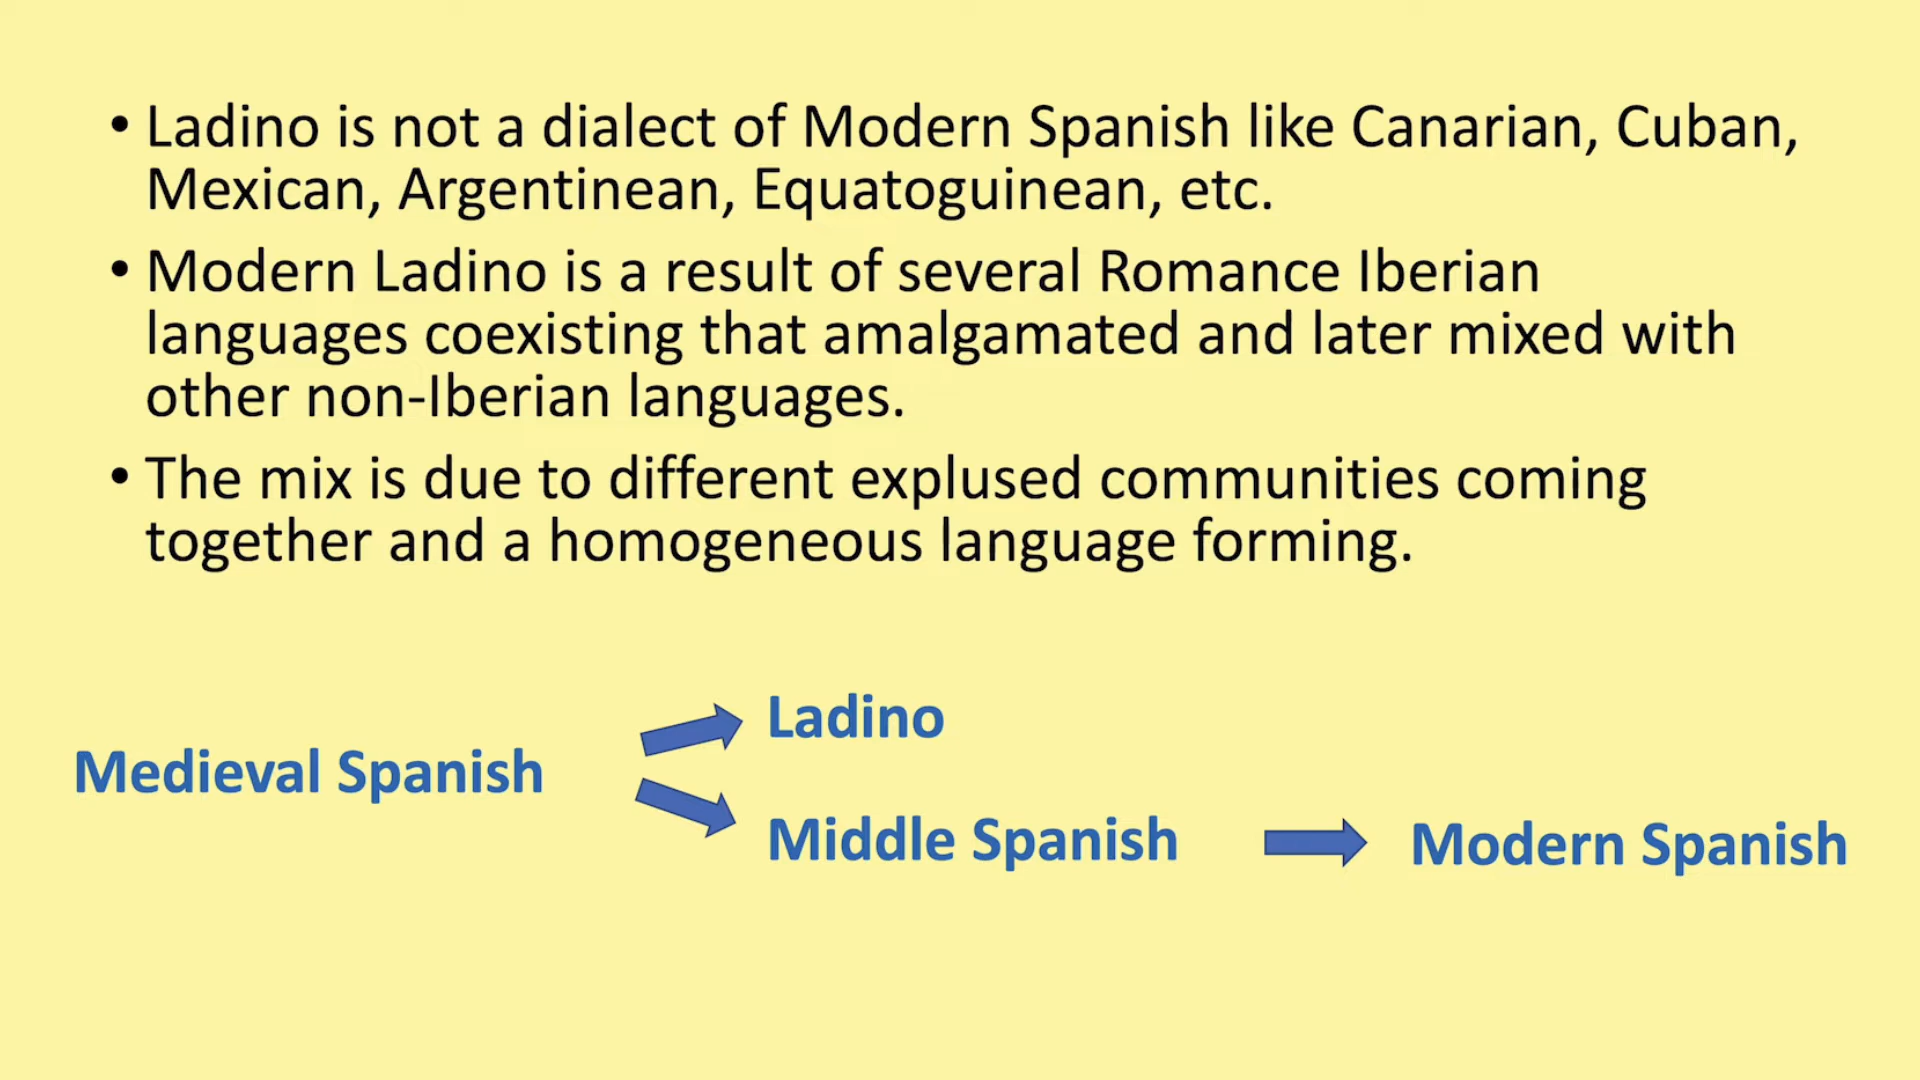 • Ladino is not a dialect of Modern Spanish like Canarian, Cuban,
Mexican, Argentinean, Equatoguinean, etc.
• Modern Ladino is a result of several Romance Iberian
languages coexisting that amalgamated and later mixed with
other non-Iberian languages.
• The mix is due to different explused communities coming
together and a homogeneous language forming.
Ladino
Medieval Spanish
Middle Spanish
Modern Spanish